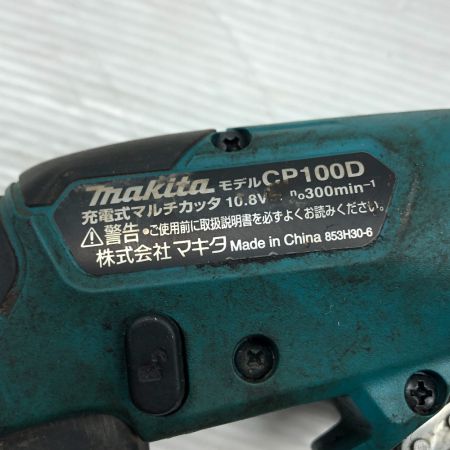 makita モデルCP100D
充電式マルチカッタ 10.8V n₀300min⁻¹
⚠警告・ご使用前に取扱説明書を必ずよくお読みください。
株式会社 マキタ Made in China 853H30-6